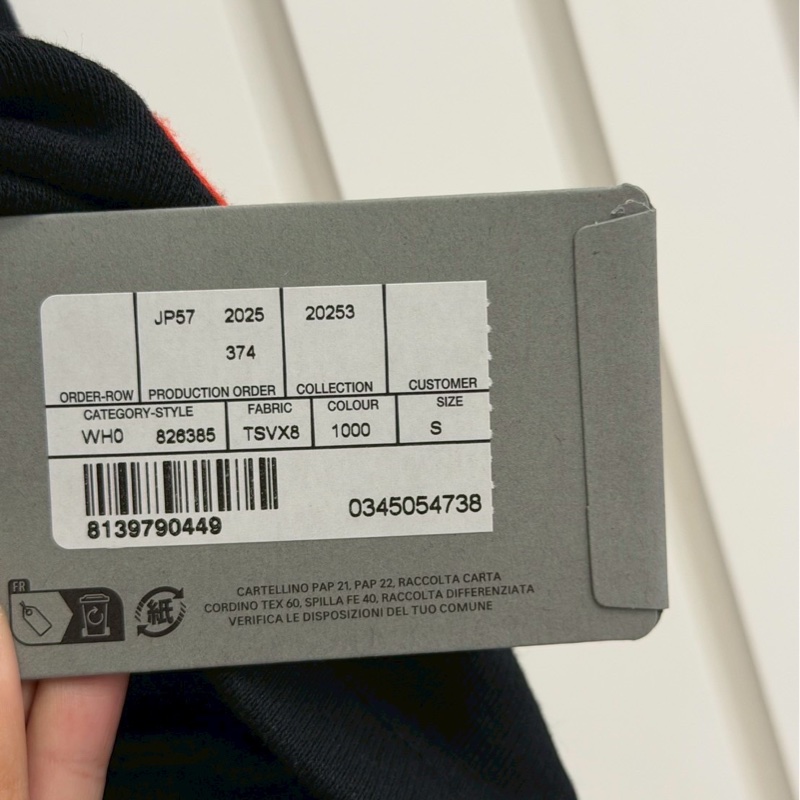 JP57 2025 20253
374
ORDER-ROW PRODUCTION ORDER COLLECTION CUSTOMER
CATEGORY-STYLE FABRIC COLOUR SIZE
WH0 826385 TSVX8 1000 S
8139790449 0345054738
FR
紙
CARTELLINO PAP 21, PAP 22, RACCOLTA CARTA
CORDINO TEX 60, SPILLA FE 40, RACCOLTA DIFFERENZIATA
VERIFICA LE DISPOSIZIONI DEL TUO COMUNE